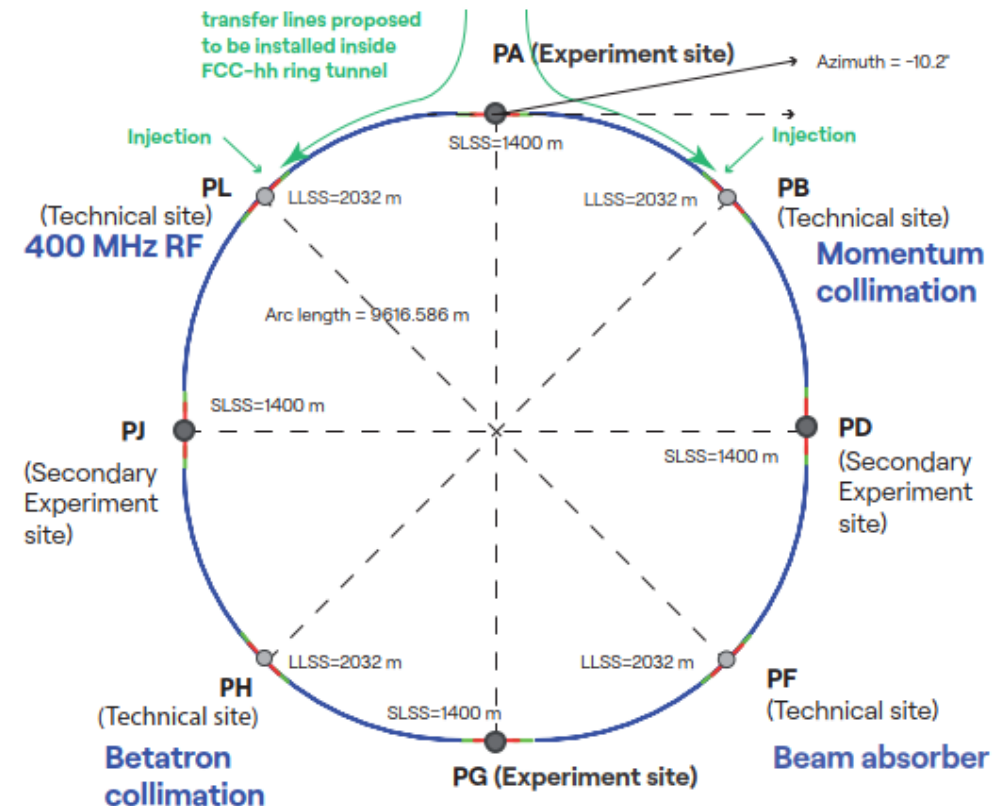 transfer lines proposed
to be installed inside
FCC-hh ring tunnel
PA (Experiment site)
Azimuth = -10.2°
Injection
SLSS=1400 m
Injection
PL
(Technical site)
400 MHz RF
LLSS=2032 m
LLSS=2032 m
PB
(Technical site)
Momentum
collimation
Arc length = 9616.586 m
SLSS=1400 m
PJ
(Secondary
Experiment
site)
SLSS=1400 m
PD
(Secondary
Experiment
site)
LLSS=2032 m
PH
(Technical site)
Betatron
collimation
SLSS=1400 m
PG (Experiment site)
LLSS=2032 m
PF
(Technical site)
Beam absorber